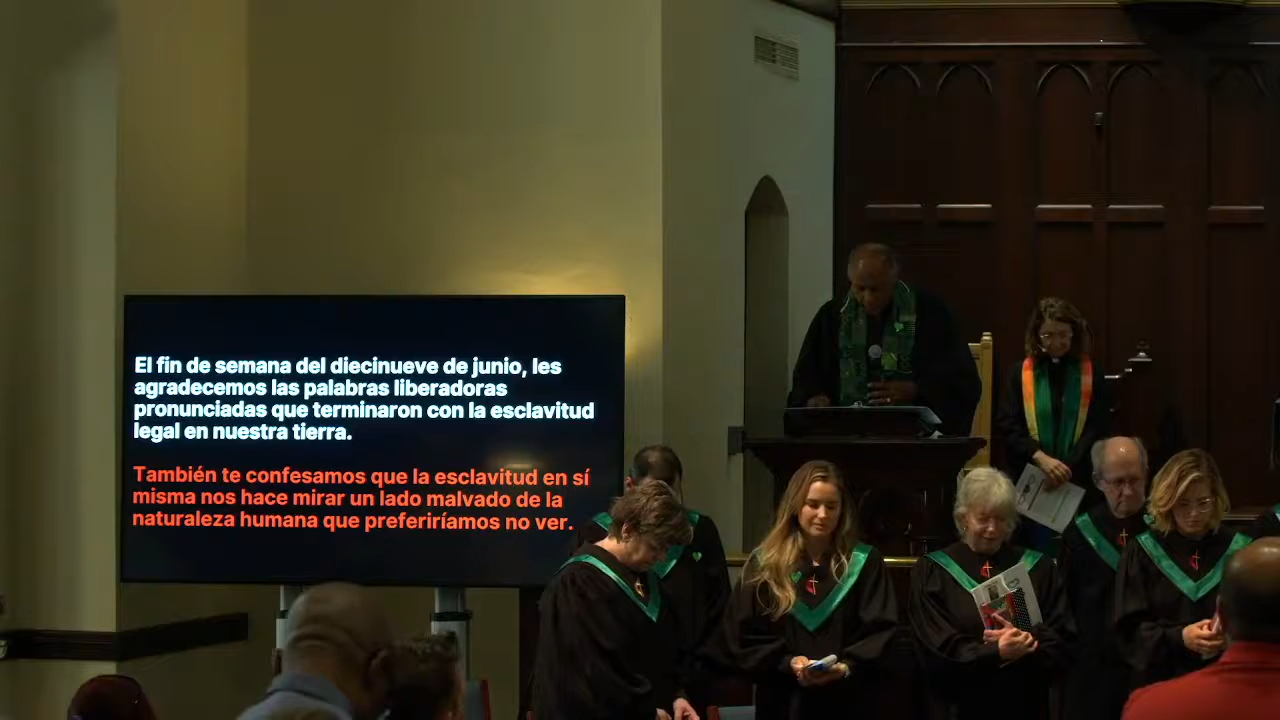 El fin de semana del diecinueve de junio, les
agradecemos las palabras liberadoras
pronunciadas que terminaron con la esclavitud
legal en nuestra tierra.
También te confesamos que la esclavitud en sí
misma nos hace mirar un lado malvado de la
naturaleza humana que preferiríamos no ver.